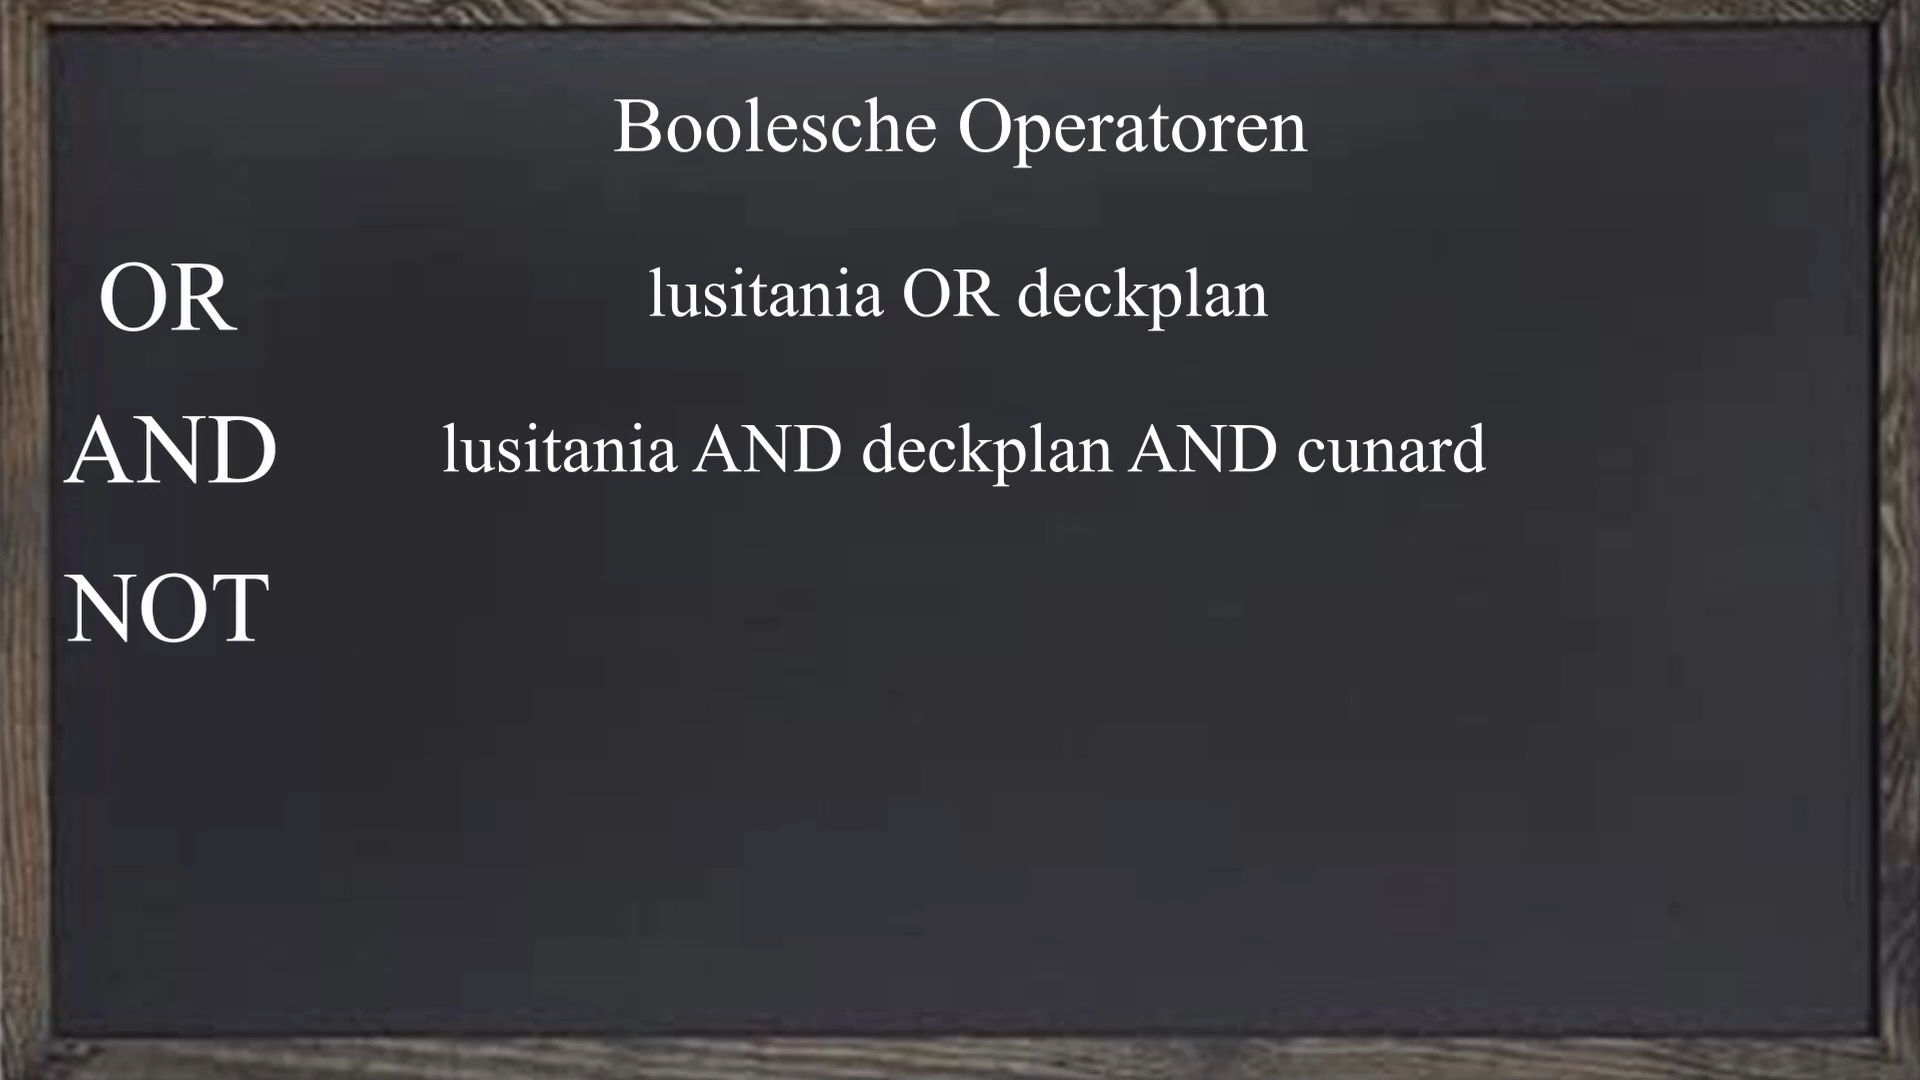 Boolesche Operatoren
OR lusitania OR deckplan
AND lusitania AND deckplan AND cunard
NOT